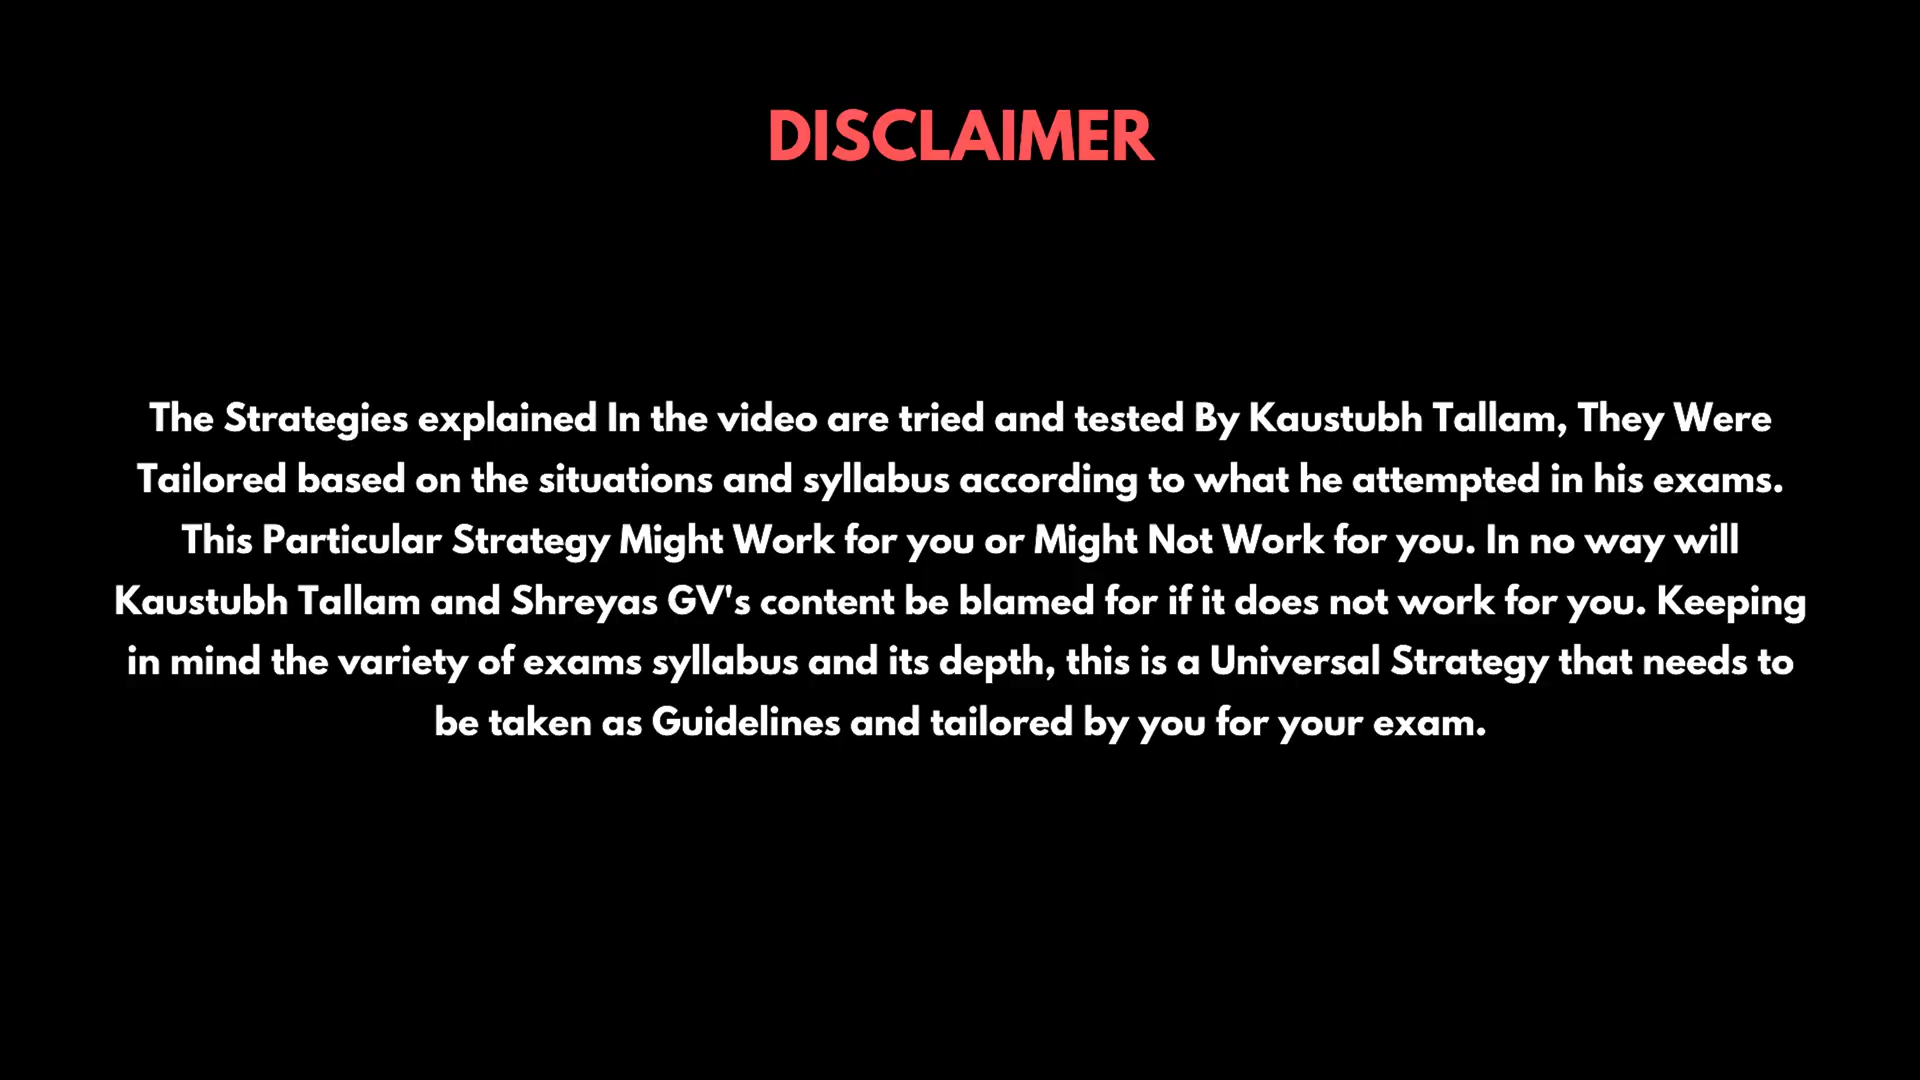 DISCLAIMER
The Strategies explained In the video are tried and tested By Kaustubh Tallam, They Were
Tailored based on the situations and syllabus according to what he attempted in his exams.
This Particular Strategy Might Work for you or Might Not Work for you. In no way will
Kaustubh Tallam and Shreyas GV's content be blamed for if it does not work for you. Keeping
in mind the variety of exams syllabus and its depth, this is a Universal Strategy that needs to
be taken as Guidelines and tailored by you for your exam.